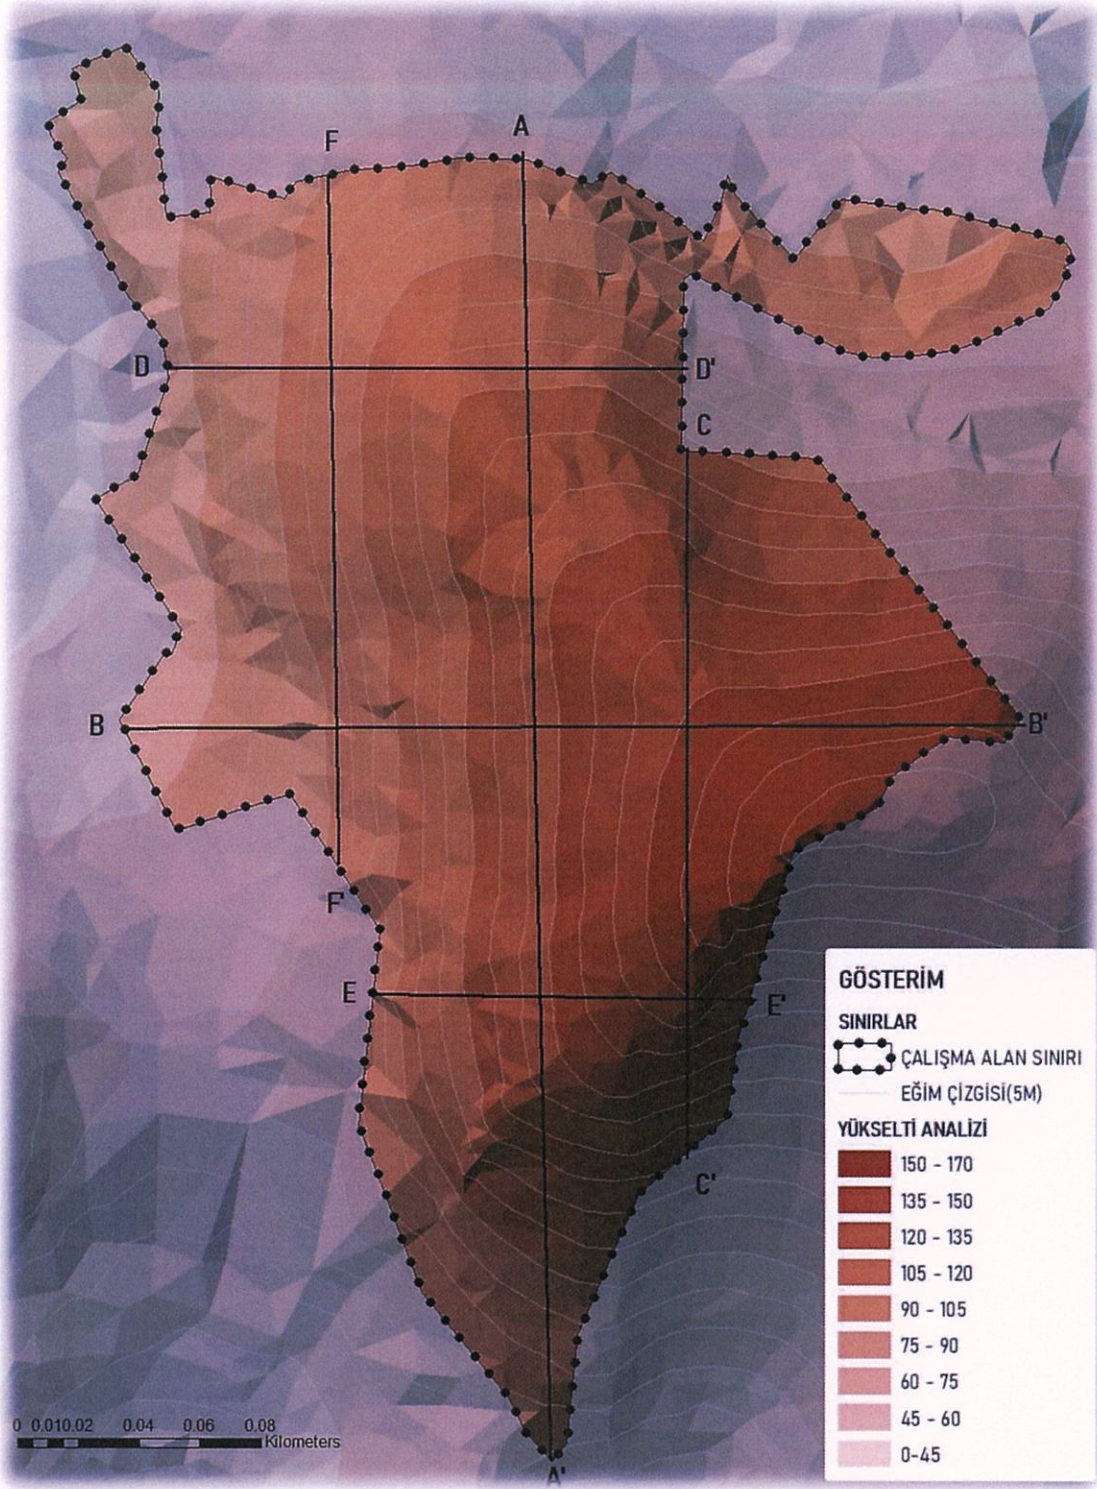 A
F
D
D'
C
B
B'
F'
E
E'
C'
A'
0 0.010.02 0.04 0.06 0.08
Kilometers
GÖSTERİM
SINIRLAR
ÇALIŞMA ALAN SINIRI
EĞİM ÇİZGİSİ(5M)
YÜKSELTİ ANALİZİ
150 - 170
135 - 150
120 - 135
105 - 120
90 - 105
75 - 90
60 - 75
45 - 60
0-45